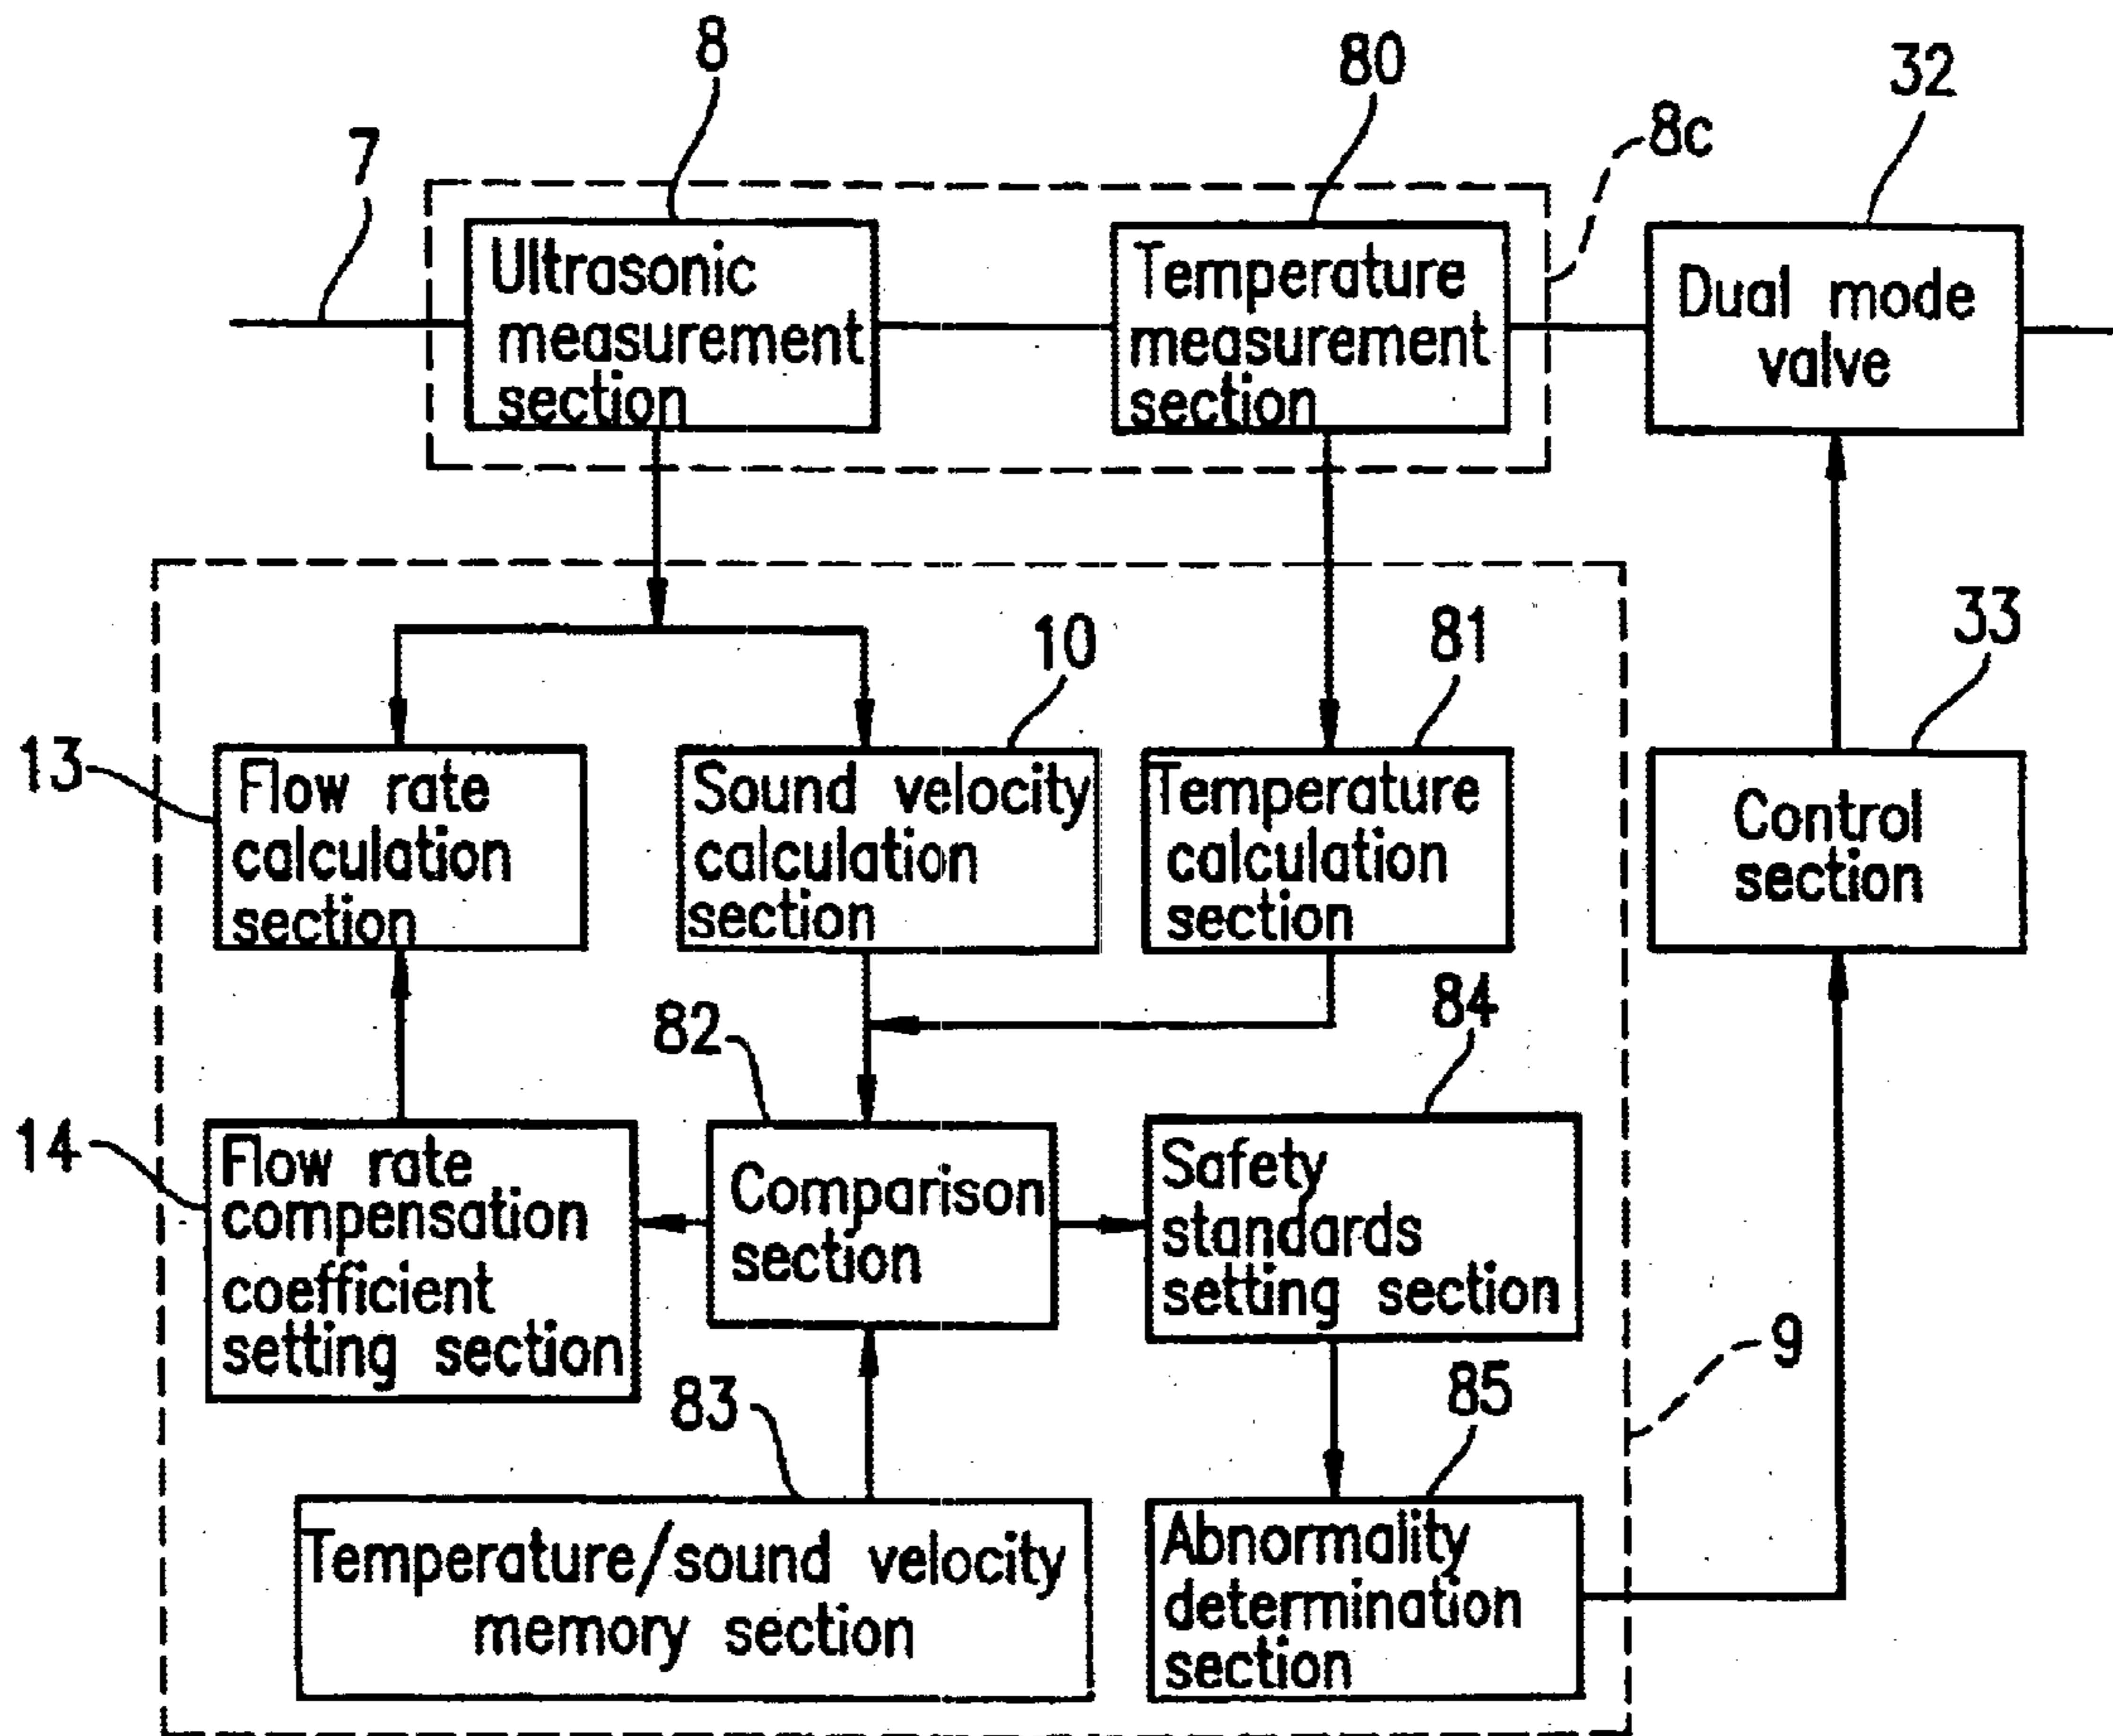 8
80
32
8c
7
Ultrasonic
measurement
section
Temperature
measurement
section
Dual mode
valve
10
81
33
13
Flow rate
calculation
section
Sound velocity
calculation
section
Temperature
calculation
section
Control
section
82
84
14
Flow rate
compensation
coefficient
setting section
Comparison
section
Safety
standards
setting section
9
83
85
Temperature/sound velocity
memory section
Abnormality
determination
section